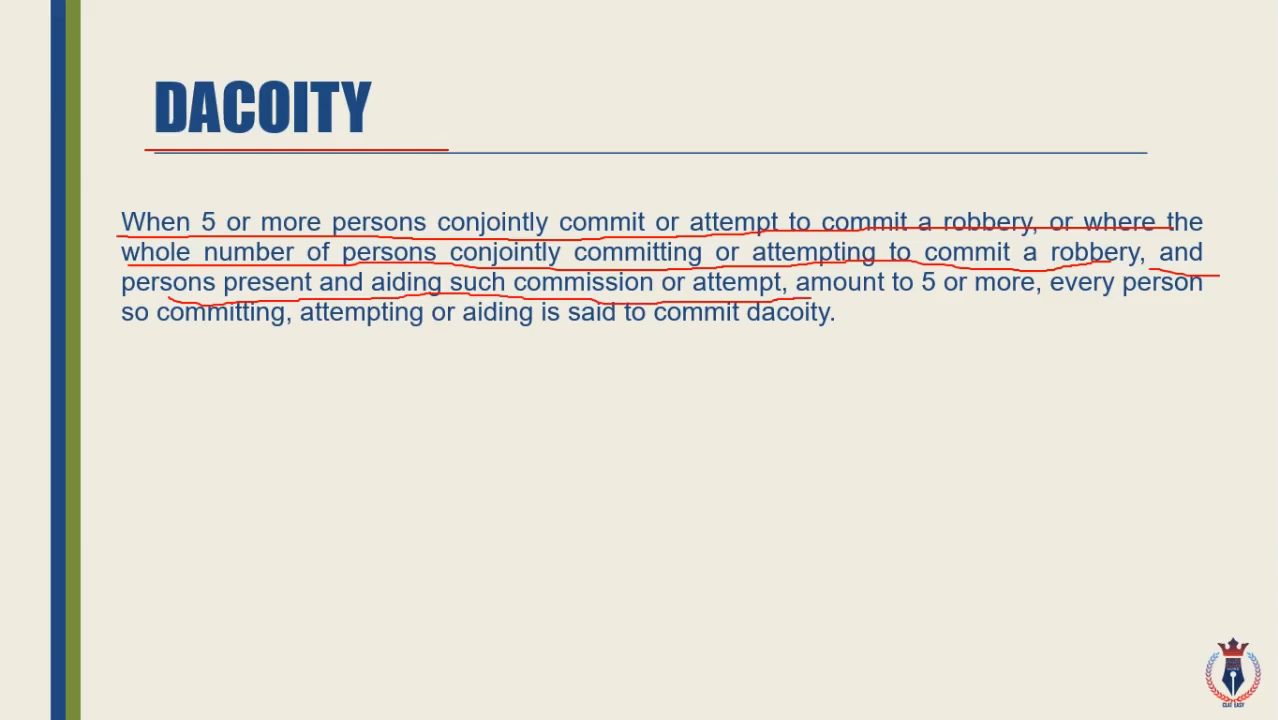 DACOITY
When 5 or more persons conjointly commit or attempt to commit a robbery, or where the
whole number of persons conjointly committing or attempting to commit a robbery, and
persons present and aiding such commission or attempt, amount to 5 or more, every person
so committing, attempting or aiding is said to commit dacoity.
CLAT EASY